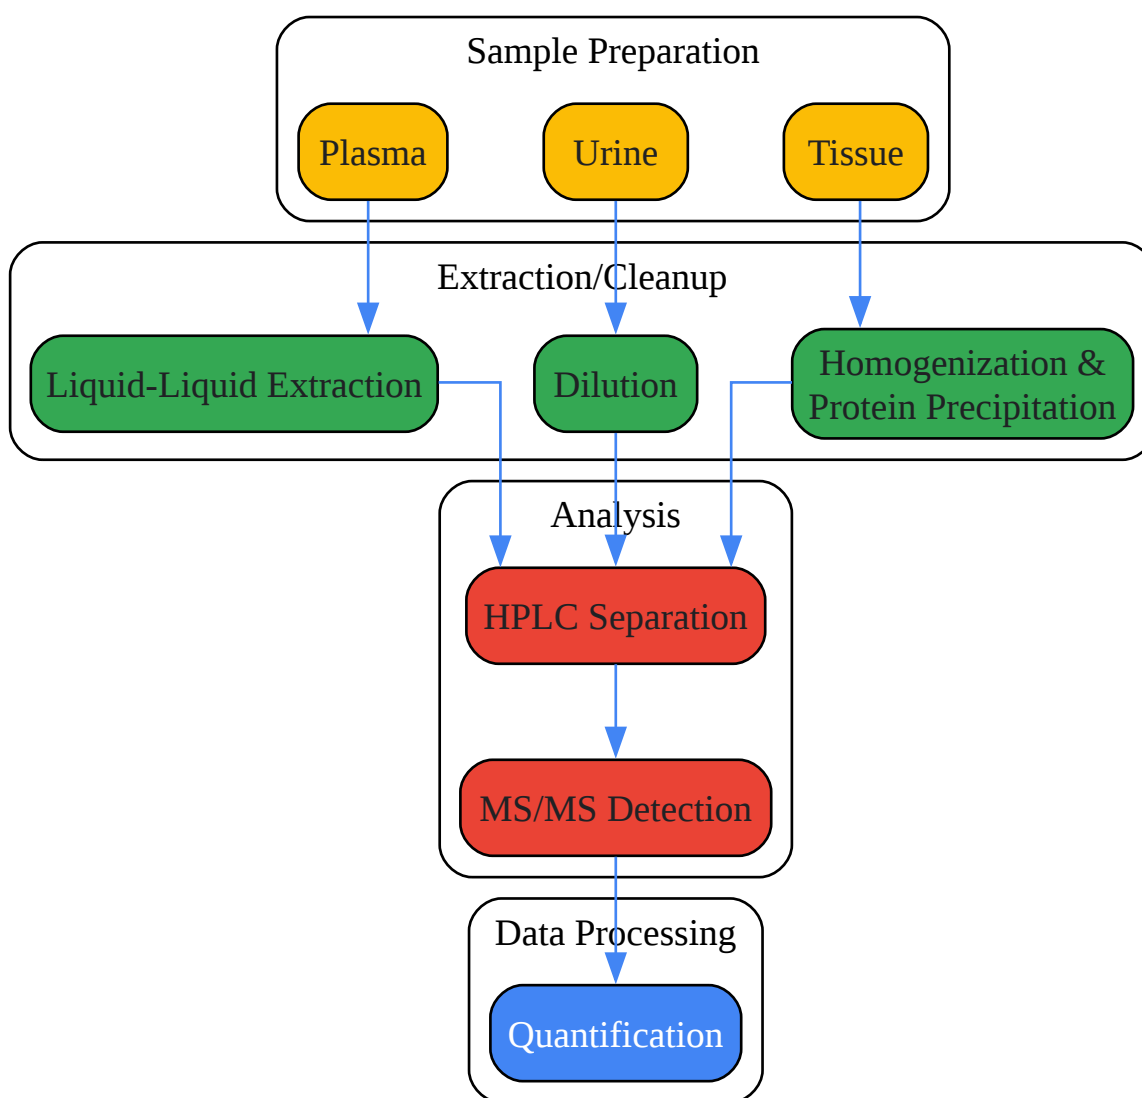 Sample Preparation
Plasma
Urine
Tissue
Extraction/Cleanup
Liquid-Liquid Extraction
Dilution
Homogenization &
Protein Precipitation
Analysis
HPLC Separation
MS/MS Detection
Data Processing
Quantification